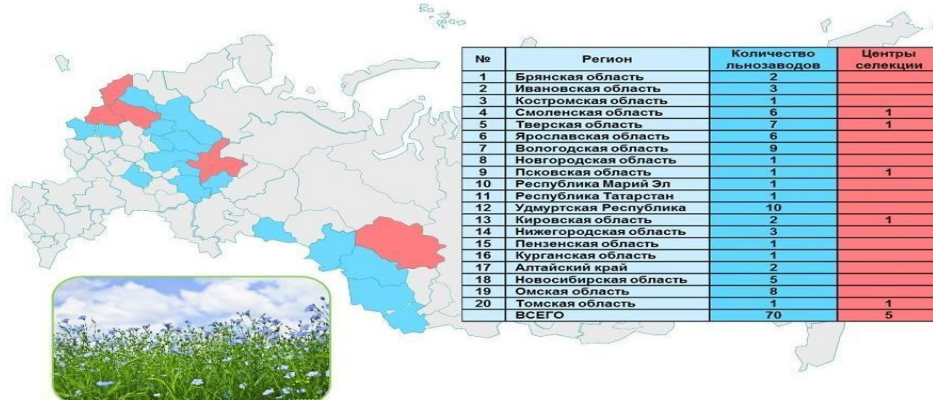 № Регион Количество льнозаводов Центры селекции
1 Брянская область 2
2 Ивановская область 3
3 Костромская область 1
4 Смоленская область 6 1
5 Тверская область 7 1
6 Ярославская область 6
7 Вологодская область 9
8 Новгородская область 1
9 Псковская область 1 1
10 Республика Марий Эл 1
11 Республика Татарстан 1
12 Удмуртская Республика 10
13 Кировская область 2 1
14 Нижегородская область 3
15 Пензенская область 1
16 Курганская область 1
17 Алтайский край 2
18 Новосибирская область 5
19 Омская область 8
20 Томская область 1 1
ВСЕГО 70 5